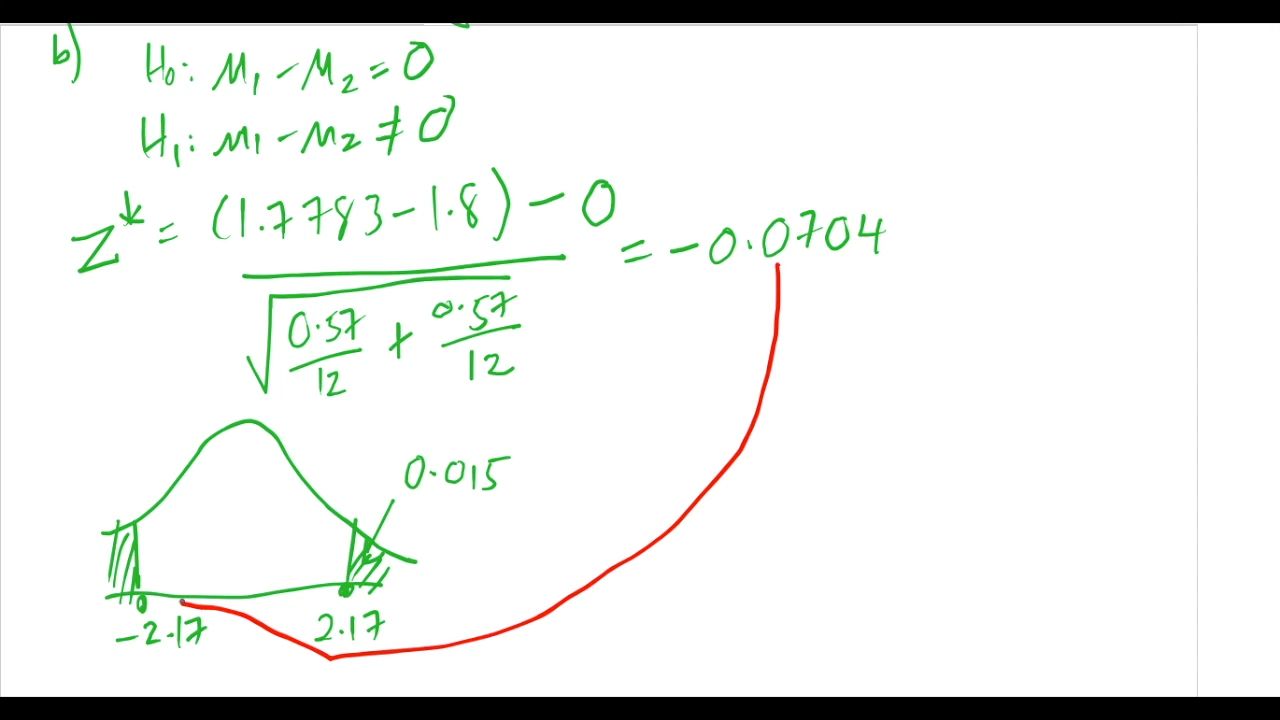 b) H₀: μ₁ - μ₂ = 0
H₁: μ₁ - μ₂ ≠ 0
Z* = (1.7783 - 1.8) - 0 = -0.0704
√ 0.57/12 + 0.57/12
0.015
-2.17 2.17